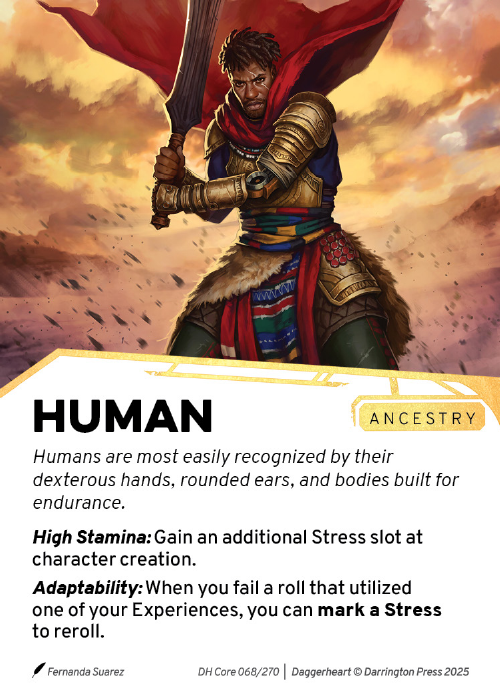 HUMAN
ANCESTRY
Humans are most easily recognized by their
dexterous hands, rounded ears, and bodies built for
endurance.
High Stamina: Gain an additional Stress slot at
character creation.
Adaptability: When you fail a roll that utilized
one of your Experiences, you can mark a Stress
to reroll.
Fernanda Suarez
DH Core 068/270 | Daggerheart © Darrington Press 2025